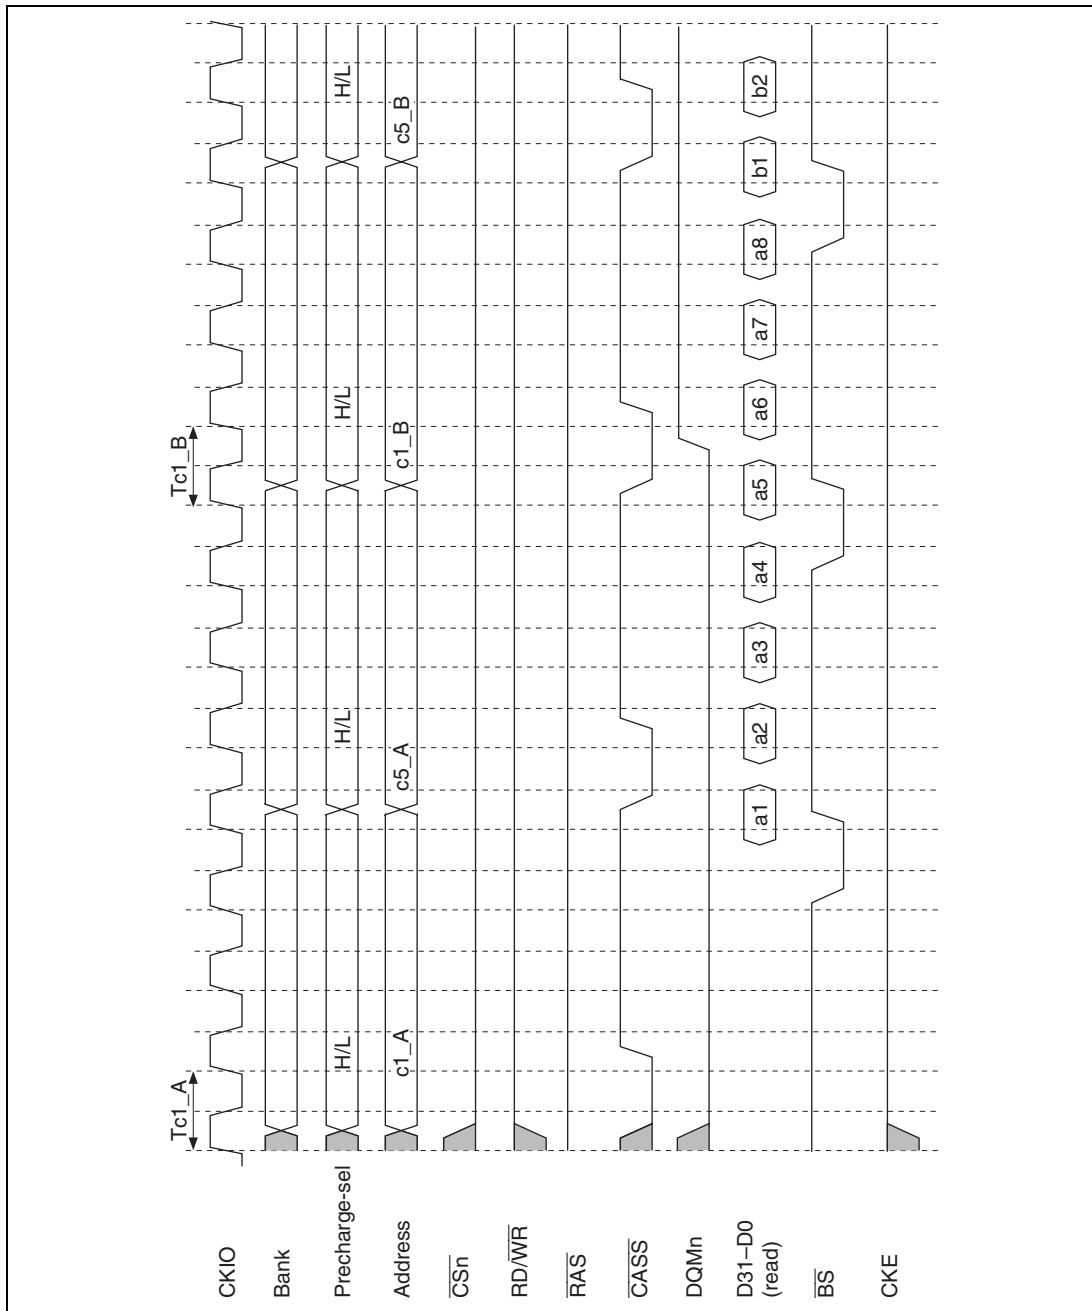 Tc1_A
Tc1_B
CKIO
Bank
Precharge-sel
H/L
H/L
H/L
H/L
Address
c1_A
c5_A
c1_B
c5_B
CSn
RD/WR
RAS
CASS
DQMn
D31–D0
(read)
a1
a2
a3
a4
a5
a6
a7
a8
b1
b2
BS
CKE